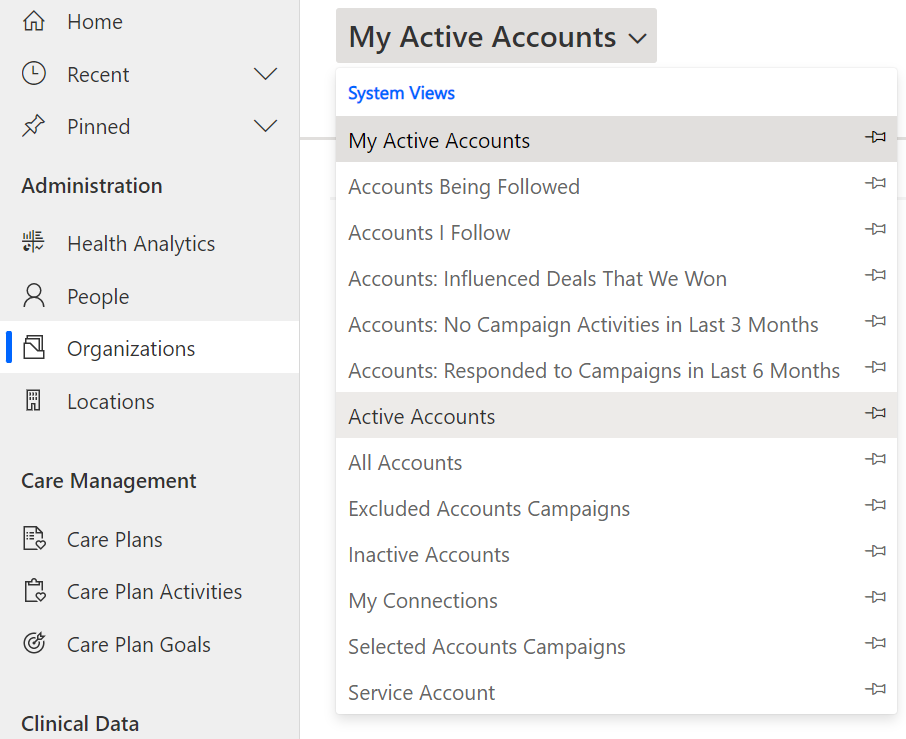 Home
Recent
Pinned
Administration
Health Analytics
People
Organizations
Locations
Care Management
Care Plans
Care Plan Activities
Care Plan Goals
Clinical Data
My Active Accounts
System Views
My Active Accounts
Accounts Being Followed
Accounts I Follow
Accounts: Influenced Deals That We Won
Accounts: No Campaign Activities in Last 3 Months
Accounts: Responded to Campaigns in Last 6 Months
Active Accounts
All Accounts
Excluded Accounts Campaigns
Inactive Accounts
My Connections
Selected Accounts Campaigns
Service Account